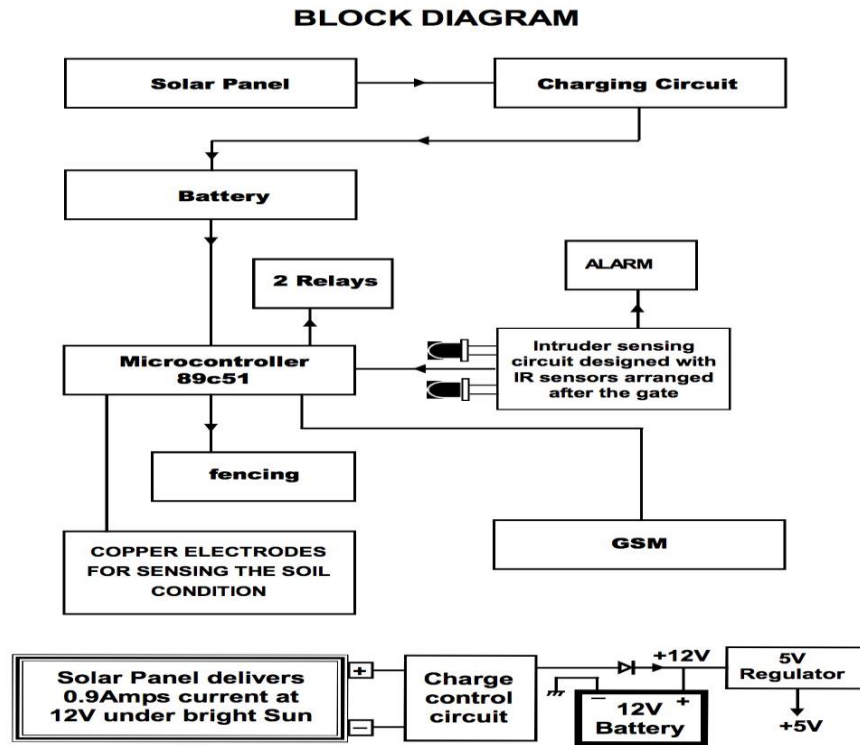 BLOCK DIAGRAM
Solar Panel
Charging Circuit
Battery
2 Relays
ALARM
Microcontroller
89c51
Intruder sensing
circuit designed with
IR sensors arranged
after the gate
fencing
COPPER ELECTRODES
FOR SENSING THE SOIL
CONDITION
GSM
Solar Panel delivers
0.9Amps current at
12V under bright Sun
+
−
Charge
control
circuit
+12V
− +
12V
Battery
5V
Regulator
+5V